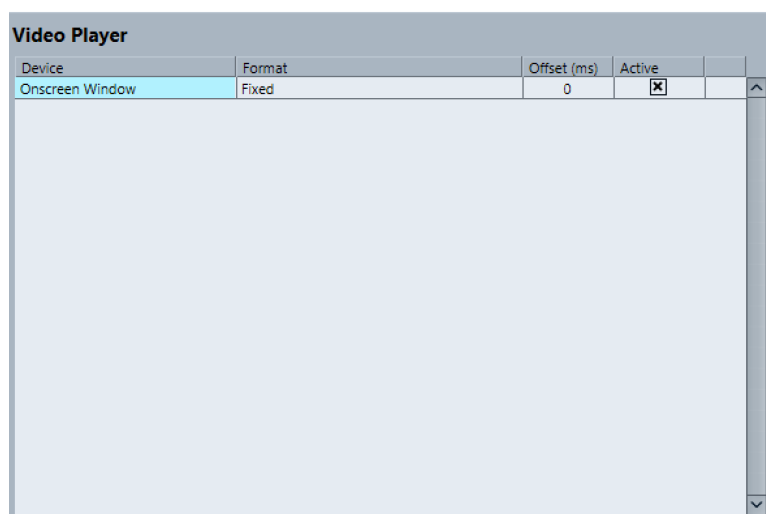 Video Player
Device Format Offset (ms) Active
Onscreen Window Fixed 0